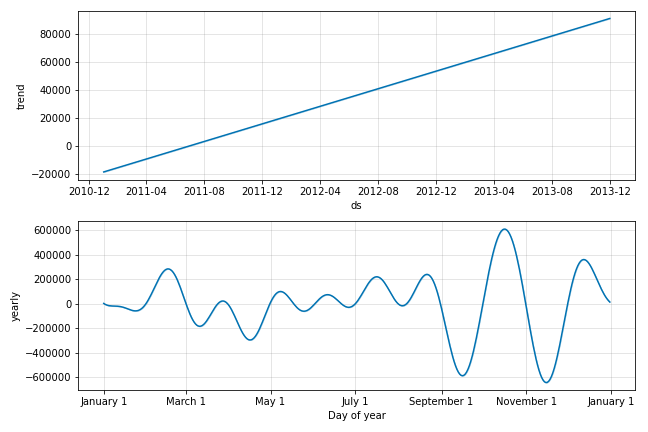 80000
60000
40000
20000
0
−20000
trend
2010-12 2011-04 2011-08 2011-12 2012-04 2012-08 2012-12 2013-04 2013-08 2013-12
ds
600000
400000
200000
0
−200000
−400000
−600000
yearly
January 1 March 1 May 1 July 1 September 1 November 1 January 1
Day of year